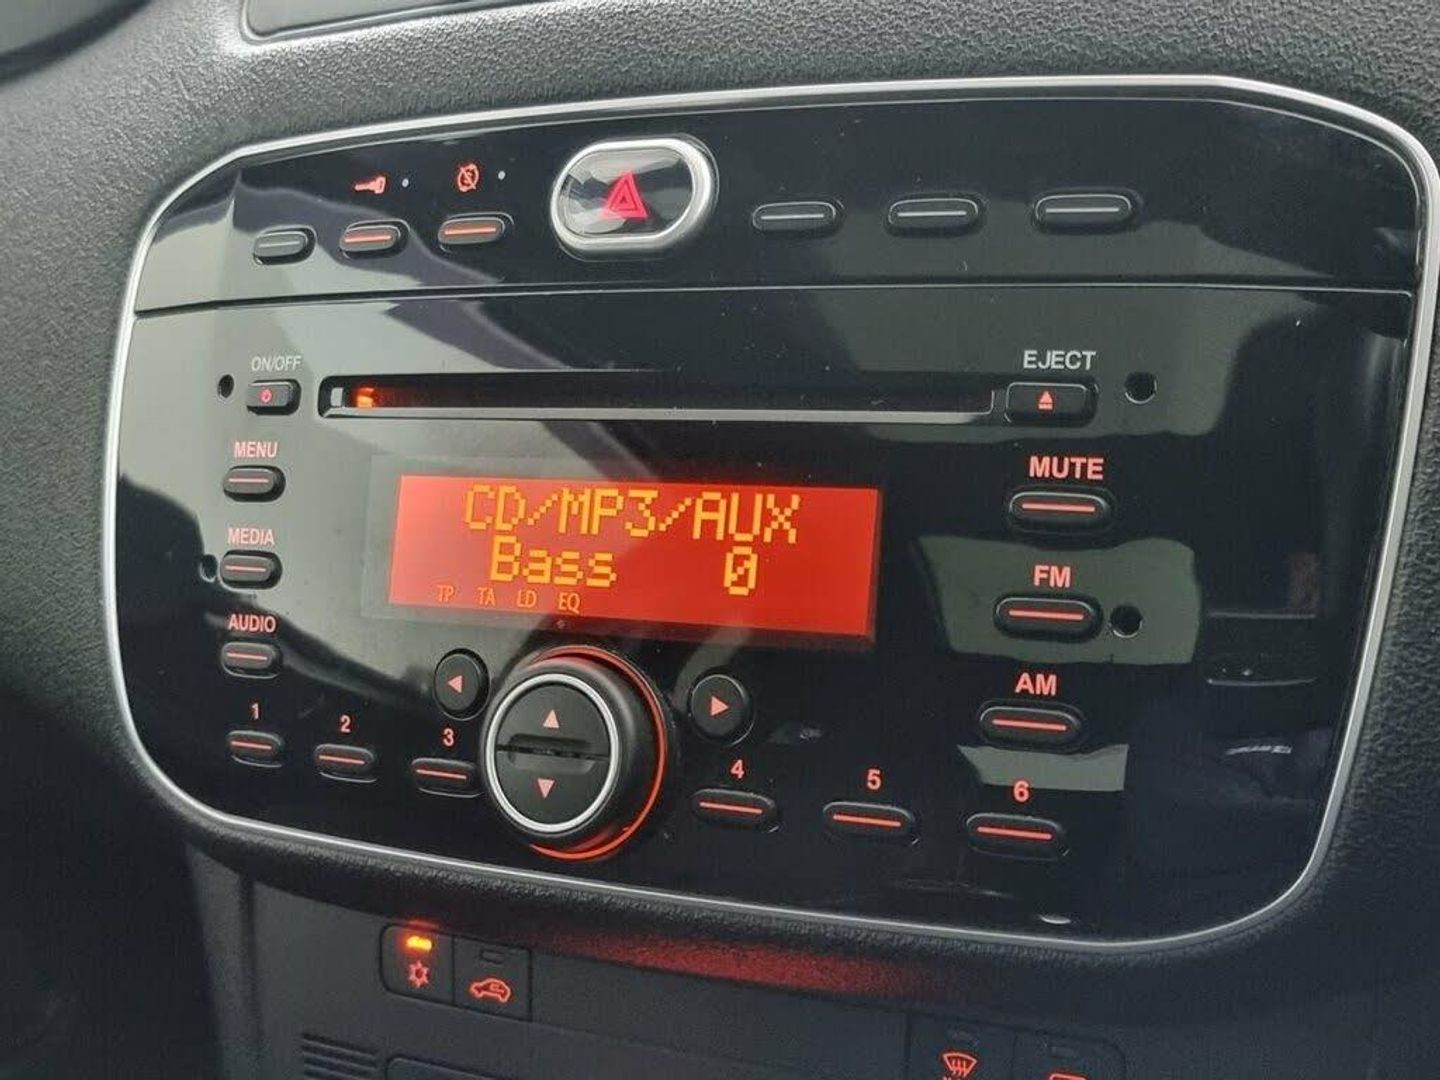 ON/OFF
EJECT
MENU
MUTE
CD/MP3/AUX
Bass 0
TP TA LD EQ
MEDIA
FM
AUDIO
AM
1
2
3
4
5
6